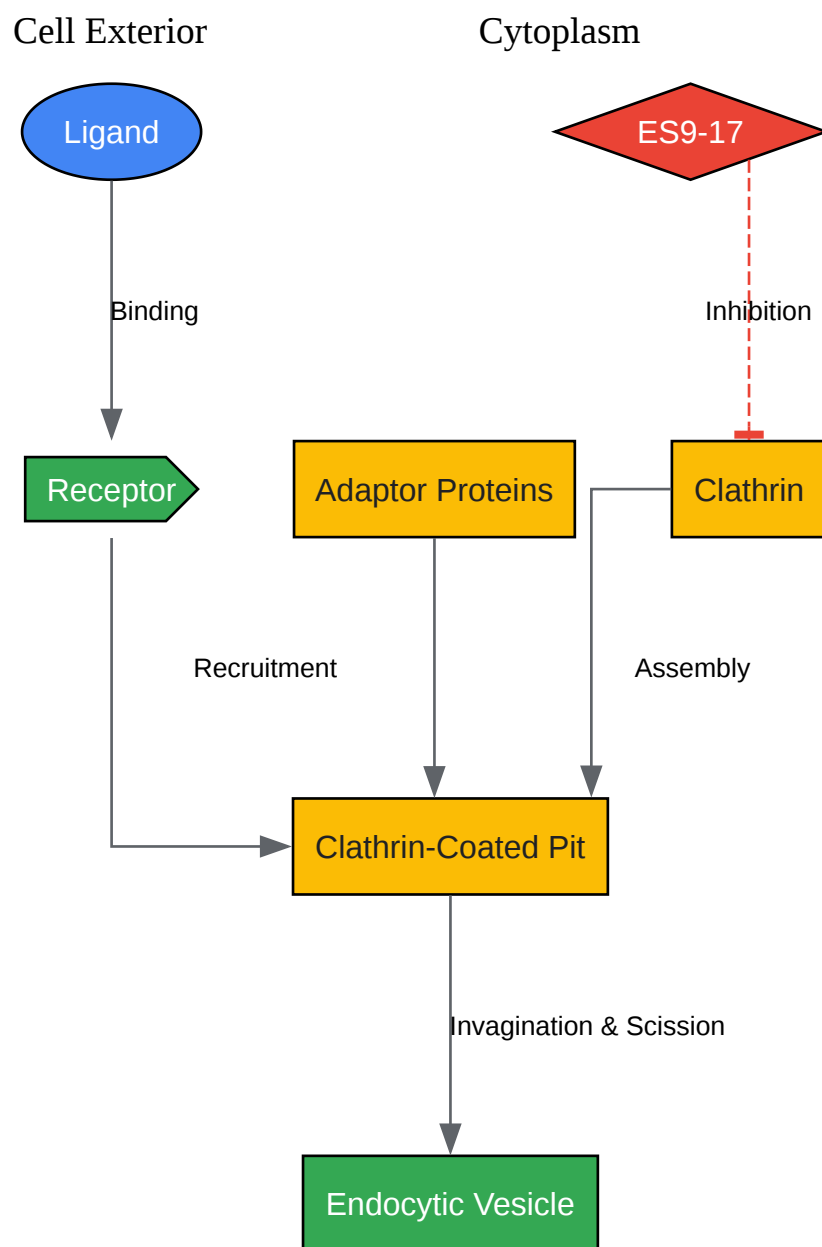 Cell Exterior
Cytoplasm
Ligand
ES9-17
Binding
Inhibition
Receptor
Adaptor Proteins
Clathrin
Recruitment
Assembly
Clathrin-Coated Pit
Invagination & Scission
Endocytic Vesicle